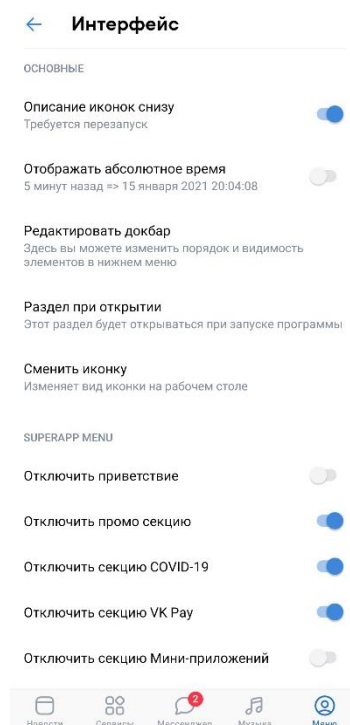 Интерфейс
ОСНОВНЫЕ
Описание иконок снизу
Требуется перезапуск
Отображать абсолютное время
5 минут назад => 15 января 2021 20:04:08
Редактировать докбар
Здесь вы можете изменить порядок и видимость
элементов в нижнем меню
Раздел при открытии
Этот раздел будет открываться при запуске программы
Сменить иконку
Изменяет вид иконки на рабочем столе
SUPERAPP MENU
Отключить приветствие
Отключить промо секцию
Отключить секцию COVID-19
Отключить секцию VK Pay
Отключить секцию Мини-приложений
2
Новости Сервисы Мессенджер Музыка Меню